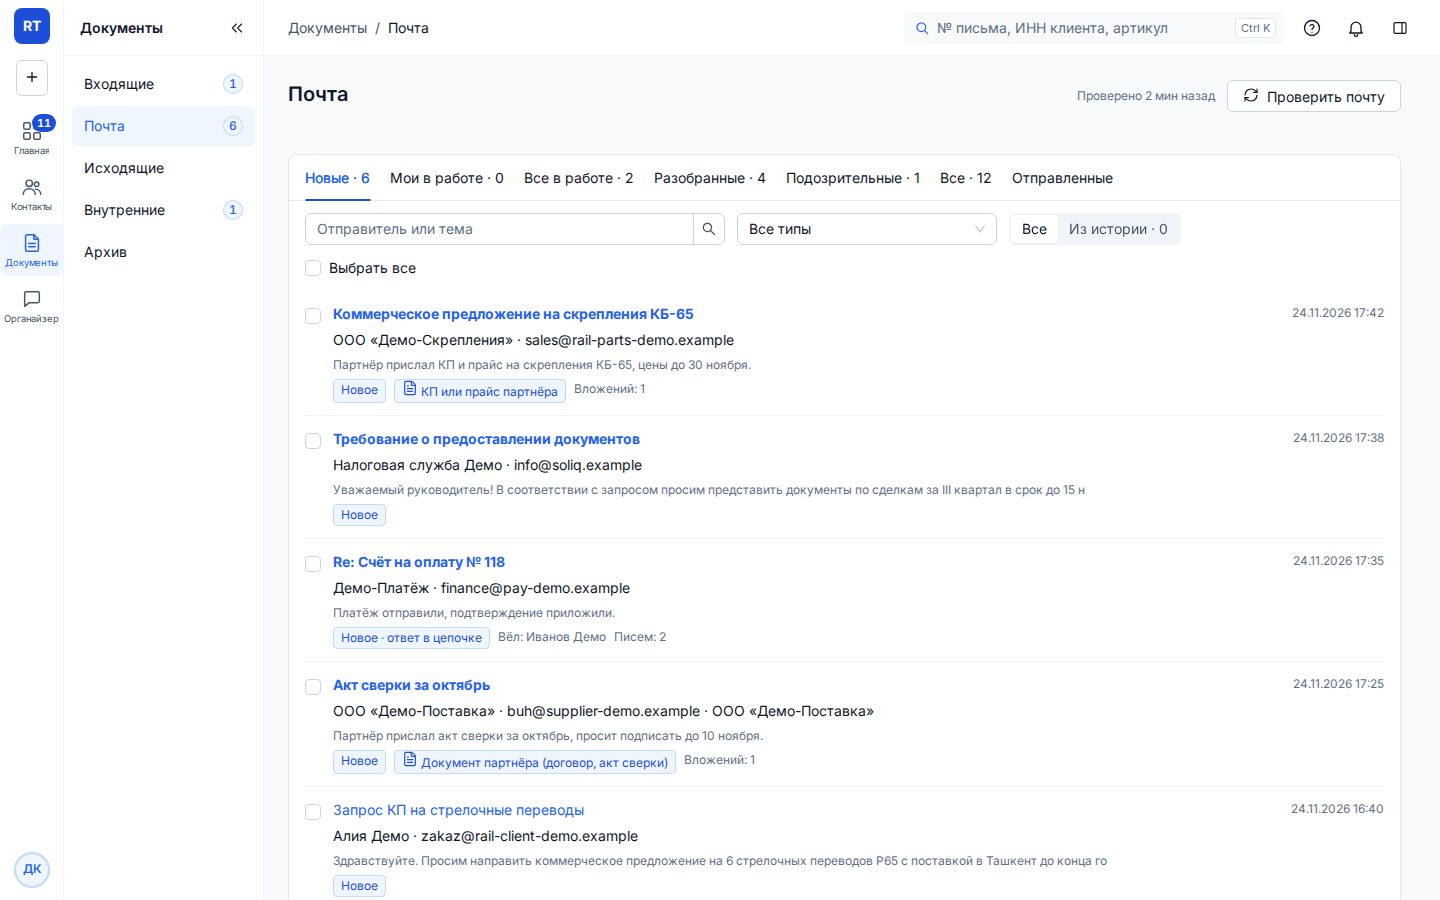 RT
Документы
Документы / Почта
№ письма, ИНН клиента, артикул
Ctrl K
11
Главная
Контакты
Документы
Органайзер
ДК
Входящие 1
Почта 6
Исходящие
Внутренние 1
Архив
Почта
Проверено 2 мин назад
Проверить почту
Новые · 6 Мои в работе · 0 Все в работе · 2 Разобранные · 4 Подозрительные · 1 Все · 12 Отправленные
Отправитель или тема
Все типы
Все Из истории · 0
Выбрать все
Коммерческое предложение на скрепления КБ-65 24.11.2026 17:42
ООО «Демо-Скрепления» · sales@rail-parts-demo.example
Партнёр прислал КП и прайс на скрепления КБ-65, цены до 30 ноября.
Новое КП или прайс партнёра Вложений: 1
Требование о предоставлении документов 24.11.2026 17:38
Налоговая служба Демо · info@soliq.example
Уважаемый руководитель! В соответствии с запросом просим представить документы по сделкам за III квартал в срок до 15 н
Новое
Re: Счёт на оплату № 118 24.11.2026 17:35
Демо-Платёж · finance@pay-demo.example
Платёж отправили, подтверждение приложили.
Новое · ответ в цепочке Вёл: Иванов Демо Писем: 2
Акт сверки за октябрь 24.11.2026 17:25
ООО «Демо-Поставка» · buh@supplier-demo.example · ООО «Демо-Поставка»
Партнёр прислал акт сверки за октябрь, просит подписать до 10 ноября.
Новое Документ партнёра (договор, акт сверки) Вложений: 1
Запрос КП на стрелочные переводы 24.11.2026 16:40
Алия Демо · zakaz@rail-client-demo.example
Здравствуйте. Просим направить коммерческое предложение на 6 стрелочных переводов Р65 с поставкой в Ташкент до конца го
Новое